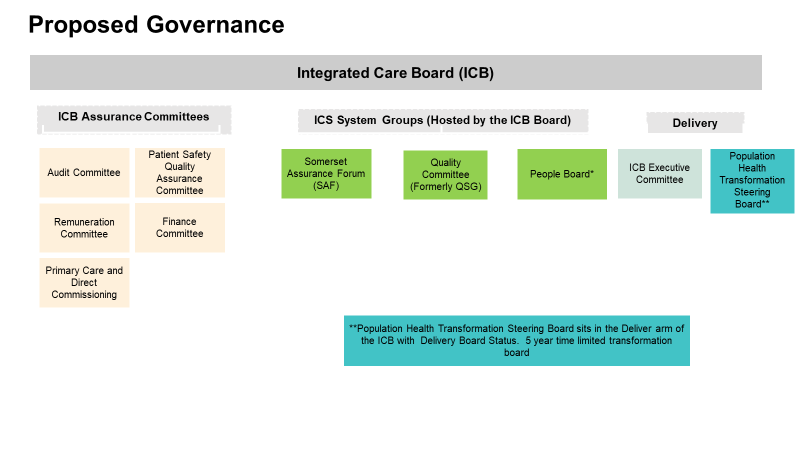 Proposed Governance
Integrated Care Board (ICB)
ICB Assurance Committees
ICS System Groups (Hosted by the ICB Board)
Delivery
Audit Committee
Patient Safety
Quality
Assurance
Committee
Somerset
Assurance Forum
(SAF)
Quality
Committee
(Formerly QSG)
People Board*
ICB Executive
Committee
Population
Health
Transformation
Steering
Board**
Remuneration
Committee
Finance
Committee
Primary Care and
Direct
Commissioning
**Population Health Transformation Steering Board sits in the Deliver arm of
the ICB with Delivery Board Status. 5 year time limited transformation
board